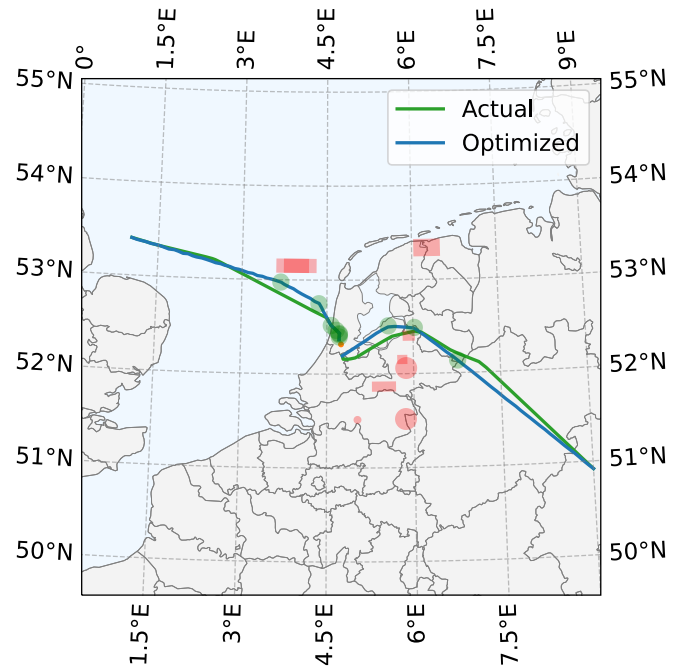 0° 1.5°E 3°E 4.5°E 6°E 7.5°E 9°E
55°N 55°N
Actual
Optimized
54°N 54°N
53°N 53°N
52°N 52°N
51°N 51°N
50°N 50°N
1.5°E 3°E 4.5°E 6°E 7.5°E